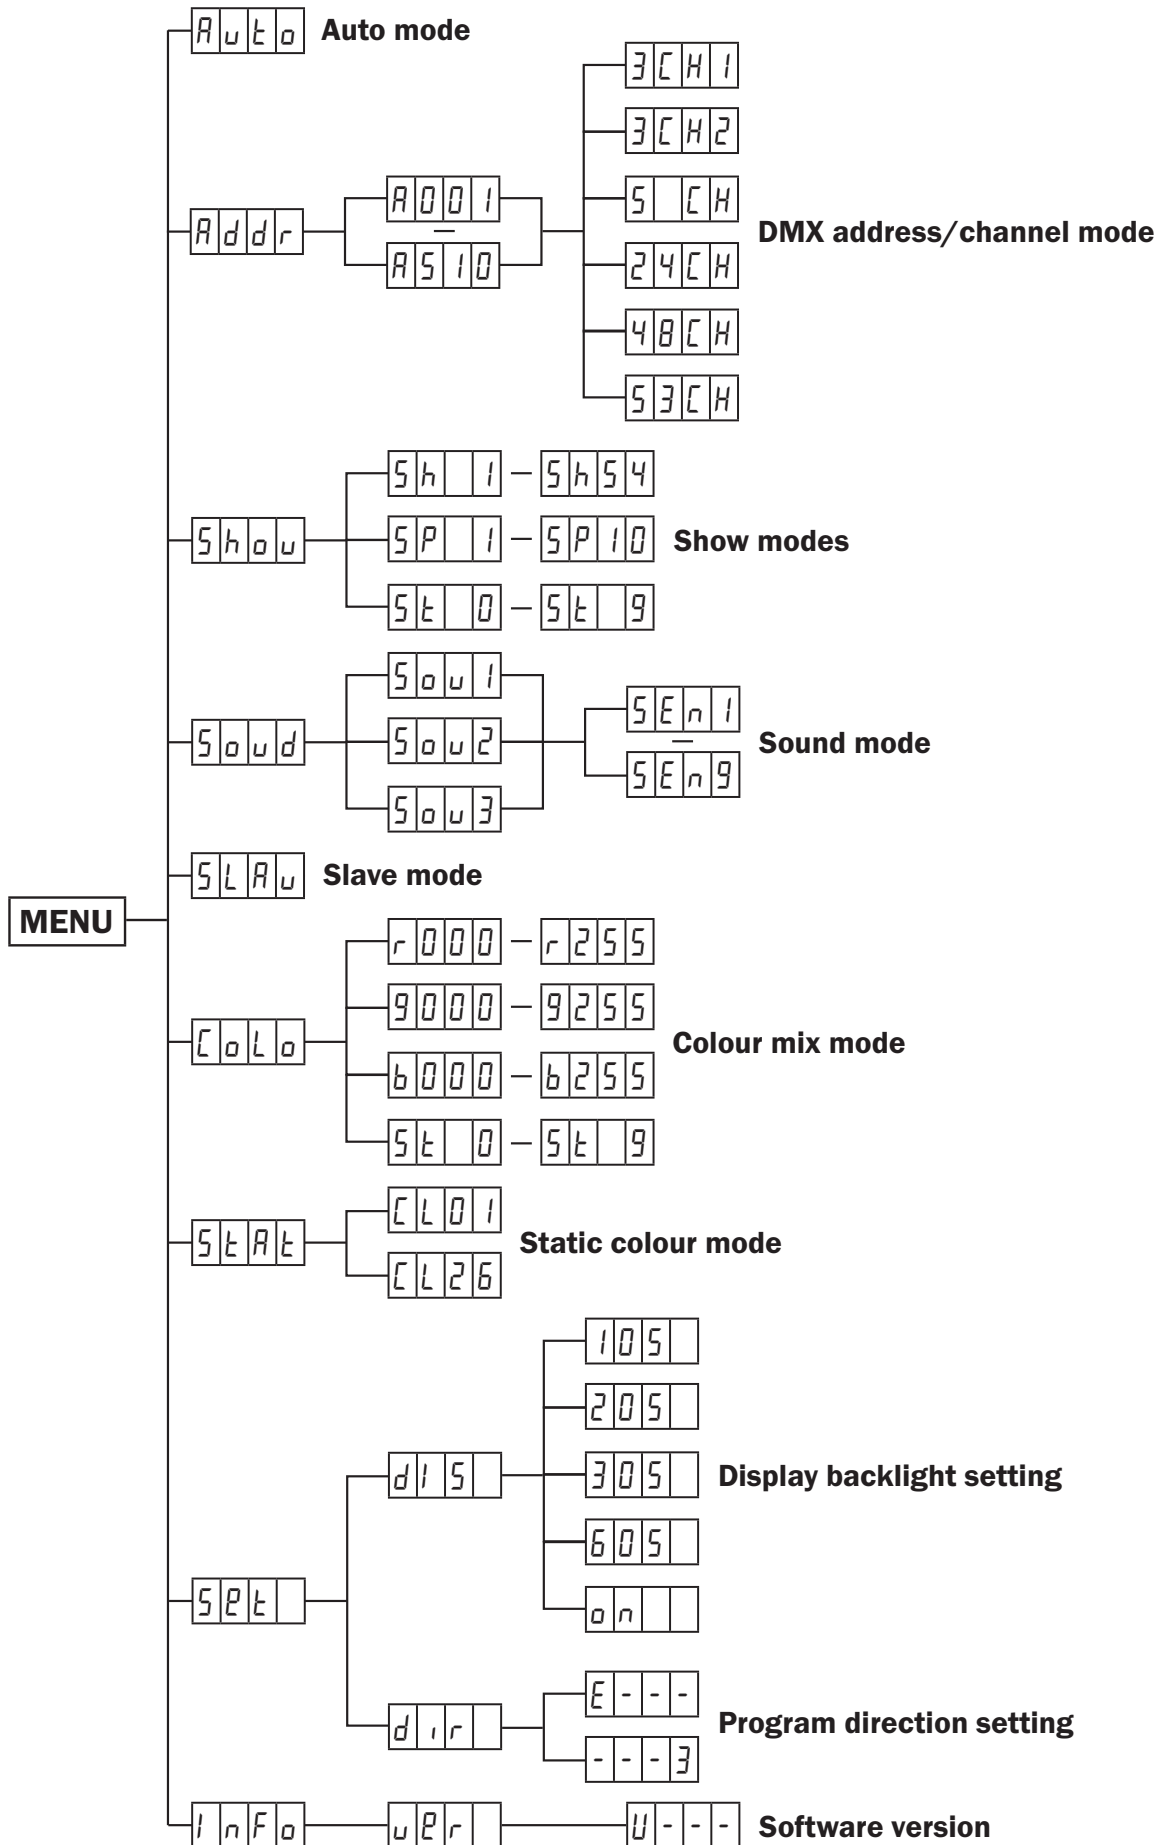 Auto Auto mode
3CH1
3CH2
Addr A001 — A510
5 CH
DMX address/channel mode
24CH
48CH
53CH
Sh 1 — Sh54
Shou SP 1 — SP10 Show modes
St 0 — St 9
Sou1
Soud Sou2 SEn1 — SEn9 Sound mode
Sou3
SLAu Slave mode
MENU
r000 — r255
g000 — g255
CoLo Colour mix mode
b000 — b255
St 0 — St 9
CL01
StAt Static colour mode
CL26
10S
20S
dIS 30S Display backlight setting
60S
on
Set
E---
dir Program direction setting
---3
InFo ver U--- Software version